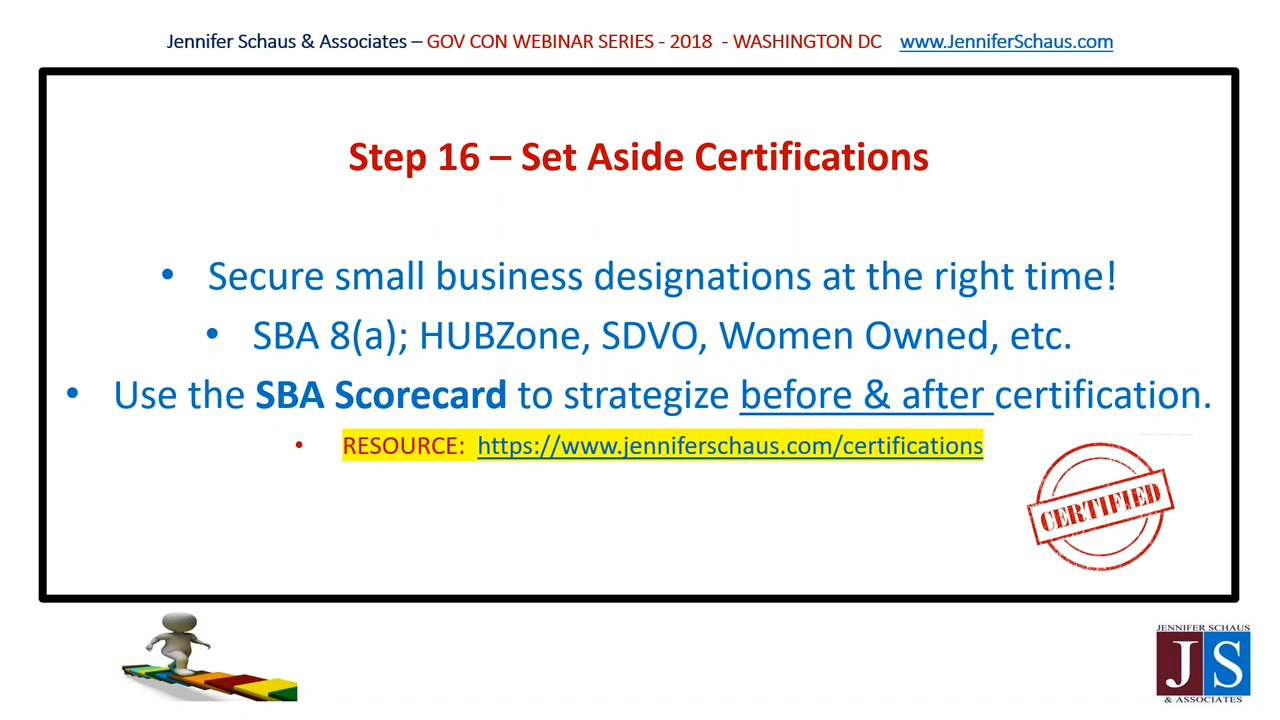 Jennifer Schaus & Associates – GOV CON WEBINAR SERIES - 2018 - WASHINGTON DC www.JenniferSchaus.com
Step 16 – Set Aside Certifications
• Secure small business designations at the right time!
• SBA 8(a); HUBZone, SDVO, Women Owned, etc.
• Use the SBA Scorecard to strategize before & after certification.
• RESOURCE: https://www.jenniferschaus.com/certifications
CERTIFIED
JENNIFER SCHAUS
JS
& ASSOCIATES